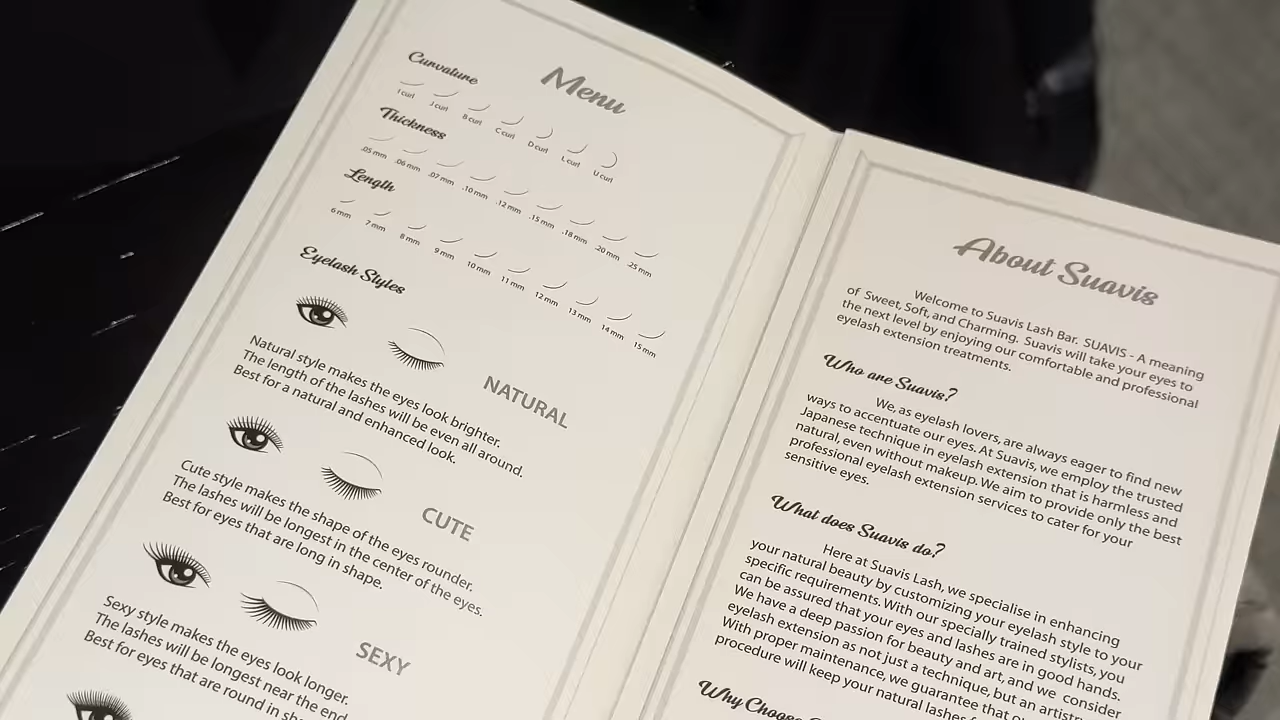 Menu
Curvature
I curl J curl B curl C curl D curl L curl U curl
Thickness
.05 mm .06 mm .07 mm .10 mm .12 mm .15 mm .18 mm .20 mm .25 mm
Length
6 mm 7 mm 8 mm 9 mm 10 mm 11 mm 12 mm 13 mm 14 mm 15 mm
Eyelash Styles
NATURAL
Natural style makes the eyes look brighter.
The length of the lashes will be even all around.
Best for a natural and enhanced look.
CUTE
Cute style makes the shape of the eyes rounder.
The lashes will be longest in the center of the eyes.
Best for eyes that are long in shape.
SEXY
Sexy style makes the eyes look longer.
The lashes will be longest near the end
Best for eyes that are round in
About Suavis
Welcome to Suavis Lash Bar. SUAVIS - A meaning
of Sweet, Soft, and Charming. Suavis will take your eyes to
the next level by enjoying our comfortable and professional
eyelash extension treatments.
Who are Suavis?
We, as eyelash lovers, are always eager to find new
ways to accentuate our eyes. At Suavis, we employ the trusted
Japanese technique in eyelash extension that is harmless and
natural, even without makeup. We aim to provide only the best
professional eyelash extension services to cater for your
sensitive eyes.
What does Suavis do?
Here at Suavis Lash, we specialise in enhancing
your natural beauty by customizing your eyelash style to your
specific requirements. With our specially trained stylists, you
can be assured that your eyes and lashes are in good hands.
We have a deep passion for beauty and art, and we consider
eyelash extension as not just a technique, but an
With proper maintenance, we guarantee that
procedure will keep your natural lashes
Why Choose